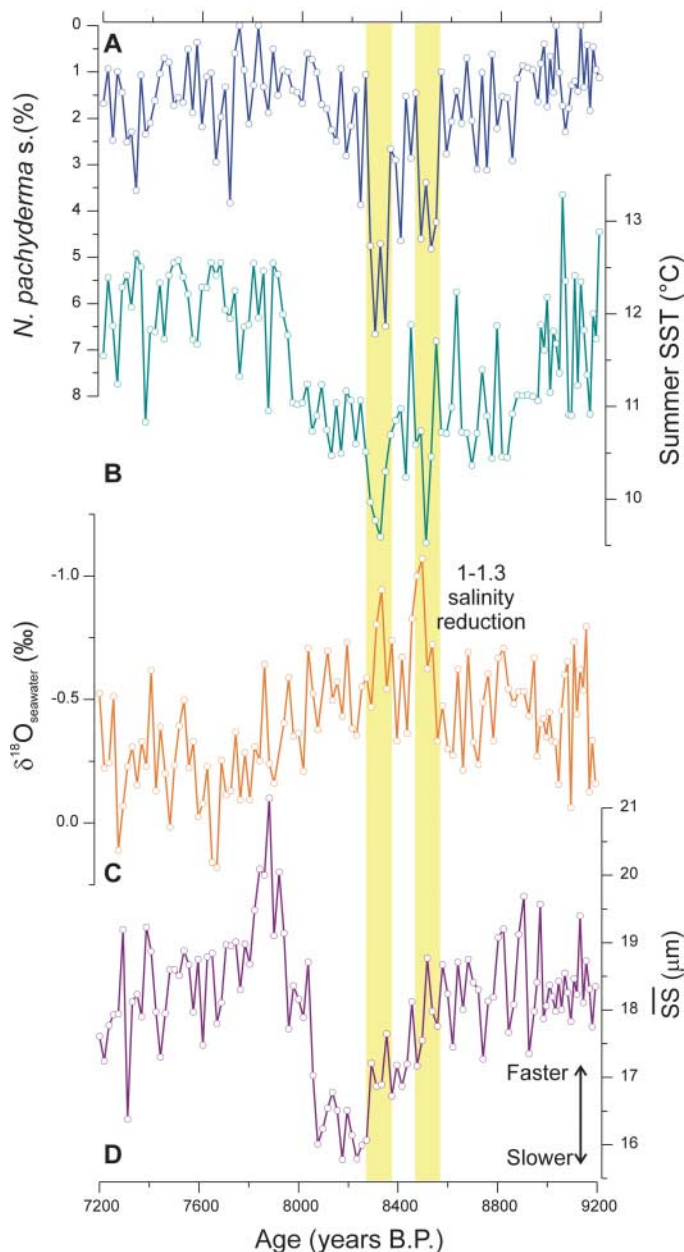 A
0
1
2
3
4
5
6
7
8
N. pachyderma s.(%)
13
12
11
10
Summer SST (°C)
B
-1.0
-0.5
0.0
δ¹⁸Oseawater (‰)
1-1.3
salinity
reduction
C
21
20
19
18
17
16
SS (μm)
Faster
Slower
D
7200 7600 8000 8400 8800 9200
Age (years B.P.)